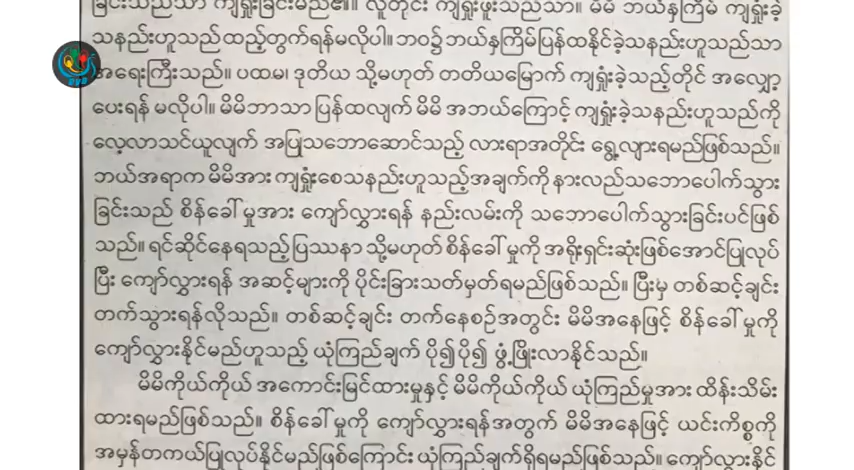 ခြင်းသည်သာ ကျရှုံးခြင်းမည်၏။ လူတိုင်း ကျရှုံးဖူးသည်သာ။ မိမိ ဘယ်နှကြိမ် ကျရှုံးခဲ့
သနည်းဟူသည်ထည့်တွက်ရန်မလိုပါ။ ဘဝ၌ဘယ်နှကြိမ်ပြန်ထနိုင်ခဲ့သနည်းဟူသည်သာ
အရေးကြီးသည်။ ပထမ၊ ဒုတိယ သို့မဟုတ် တတိယမြောက် ကျရှုံးခဲ့သည့်တိုင် အလျှော့
ပေးရန် မလိုပါ။ မိမိဘာသာ ပြန်ထလျက် မိမိ အဘယ်ကြောင့် ကျရှုံးခဲ့သနည်းဟူသည်ကို
လေ့လာသင်ယူလျက် အပြုသဘောဆောင်သည့် လားရာအတိုင်း ရွေ့လျားရမည်ဖြစ်သည်။
ဘယ်အရာက မိမိအား ကျရှုံးစေသနည်းဟူသည့်အချက်ကို နားလည်သဘောပေါက်သွား
ခြင်းသည် စိန်ခေါ်မှုအား ကျော်လွှားရန် နည်းလမ်းကို သဘောပေါက်သွားခြင်းပင်ဖြစ်
သည်။ ရင်ဆိုင်နေရသည့်ပြဿနာ သို့မဟုတ် စိန်ခေါ်မှုကို အရိုးရှင်းဆုံးဖြစ်အောင်ပြုလုပ်
ပြီး ကျော်လွှားရန် အဆင့်များကို ပိုင်းခြားသတ်မှတ်ရမည်ဖြစ်သည်။ ပြီးမှ တစ်ဆင့်ချင်း
တက်သွားရန်လိုသည်။ တစ်ဆင့်ချင်း တက်နေစဉ်အတွင်း မိမိအနေဖြင့် စိန်ခေါ်မှုကို
ကျော်လွှားနိုင်မည်ဟူသည့် ယုံကြည်ချက် ပို၍ပို၍ ဖွံ့ဖြိုးလာနိုင်သည်။
မိမိကိုယ်ကိုယ် အကောင်းမြင်ထားမှုနှင့် မိမိကိုယ်ကိုယ် ယုံကြည်မှုအား ထိန်းသိမ်း
ထားရမည်ဖြစ်သည်။ စိန်ခေါ်မှုကို ကျော်လွှားရန်အတွက် မိမိအနေဖြင့် ယင်းကိစ္စကို
အမှန်တကယ်ပြုလုပ်နိုင်မည်ဖြစ်ကြောင်း ယုံကြည်ချက်ရှိရမည်ဖြစ်သည်။ ကျော်လွှားနိုင်